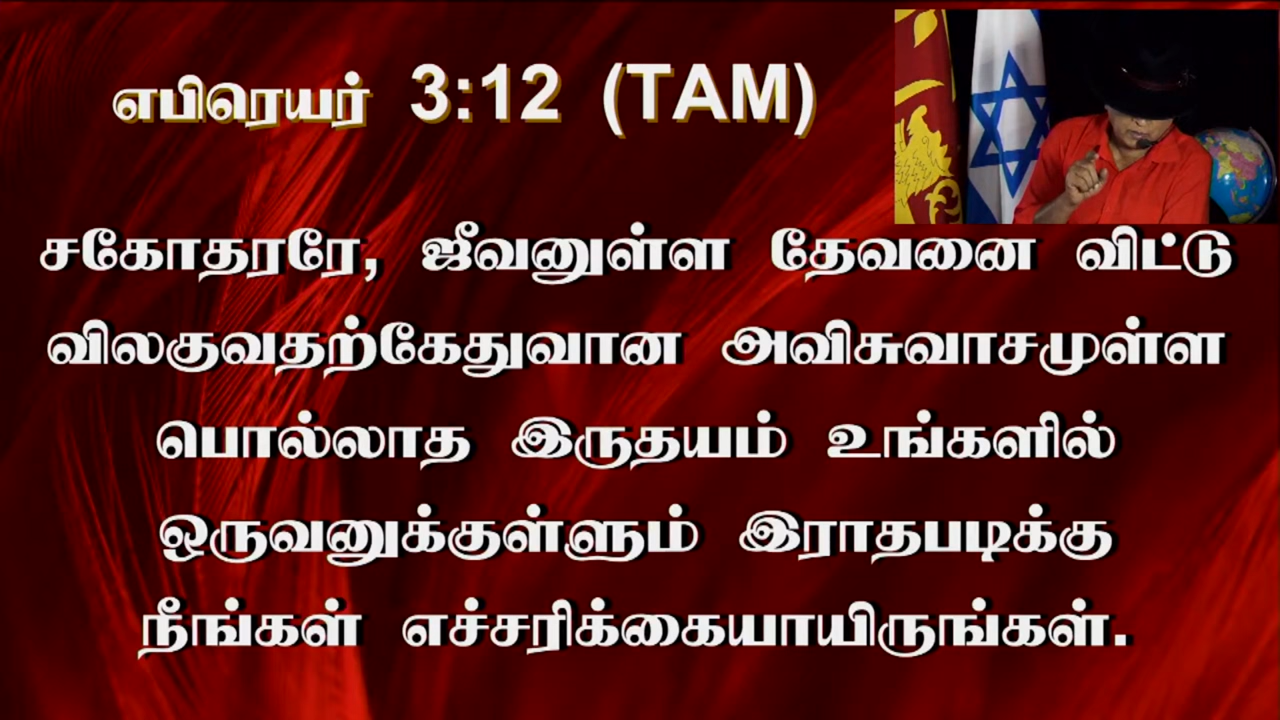 எபிரெயர் 3:12 (TAM)
சகோதரரே, ஜீவனுள்ள தேவனை விட்டு
விலகுவதற்கேதுவான அவிசுவாசமுள்ள
பொல்லாத இருதயம் உங்களில்
ஒருவனுக்குள்ளும் இராதபடிக்கு
நீங்கள் எச்சரிக்கையாயிருங்கள்.